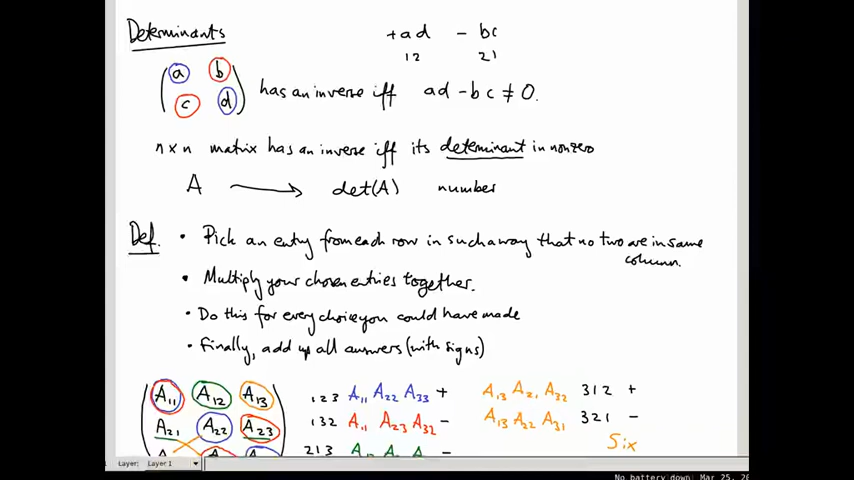 Determinants
+ad - bc
12 21
(a b
c d) has an inverse iff ad - bc ≠ 0.
n×n matrix has an inverse iff its determinant in nonzero
A → det(A) number
Def. • Pick an entry from each row in such a way that no two are in same
column.
• Multiply your chosen entries together.
• Do this for every choice you could have made
• Finally, add up all answers (with signs)
A11 A12 A13 123 A11 A22 A33 + A13 A21 A32 312 +
A21 A22 A23 132 A11 A23 A32 - A13 A22 A31 321 -
Six
213 -
Layer: Layer 1
No battery down Mar 25, 20